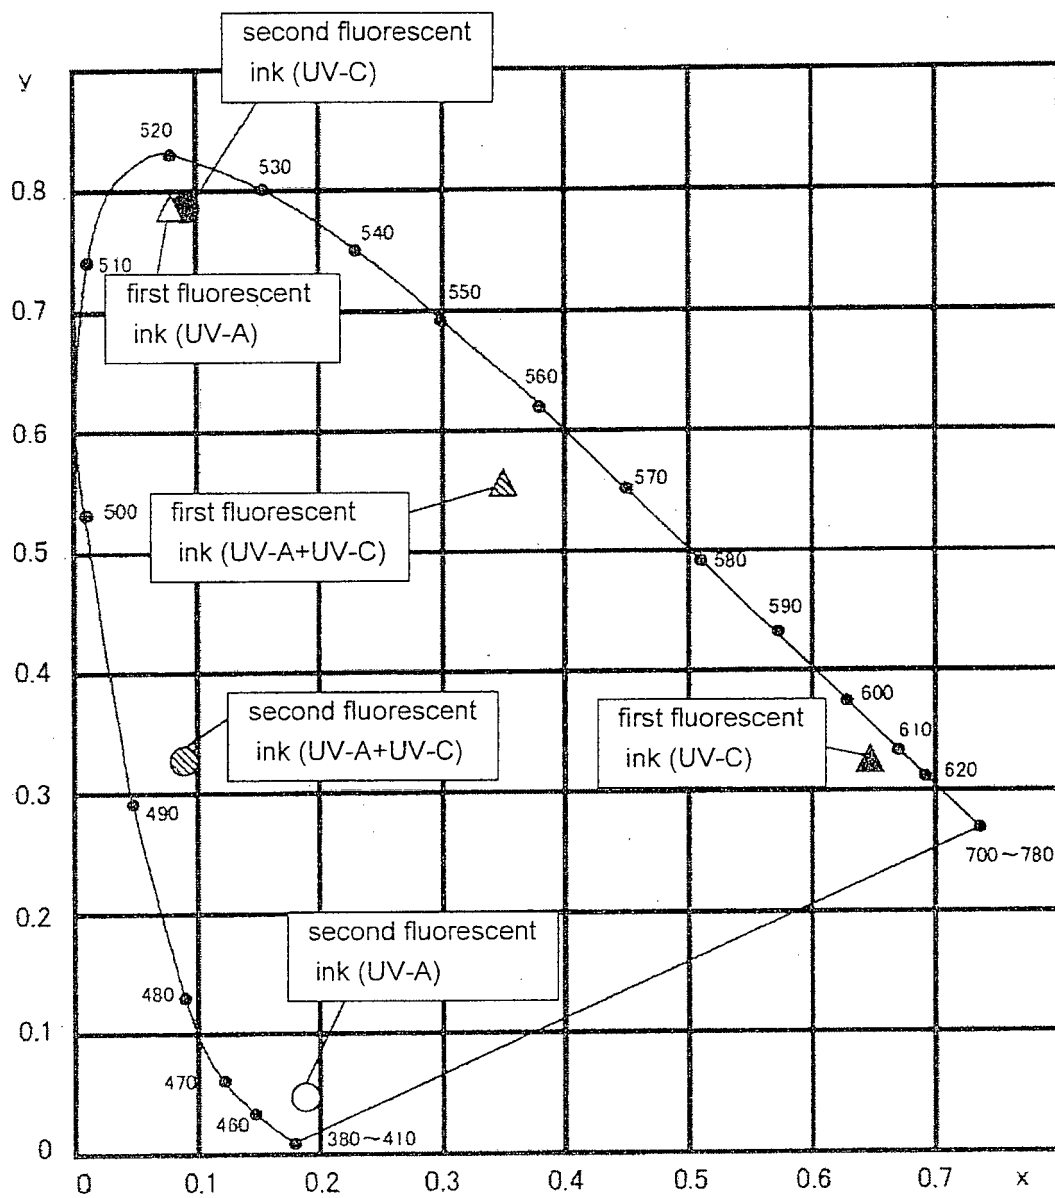 second fluorescent
ink (UV-C)
y
520
530
0.8
540
510
first fluorescent
ink (UV-A)
550
0.7
560
0.6
570
first fluorescent
ink (UV-A+UV-C)
500
0.5
580
590
0.4
600
second fluorescent
ink (UV-A+UV-C)
first fluorescent
ink (UV-C)
610
620
0.3
490
700～780
0.2
second fluorescent
ink (UV-A)
480
0.1
470
460
380～410
0
0 0.1 0.2 0.3 0.4 0.5 0.6 0.7 x